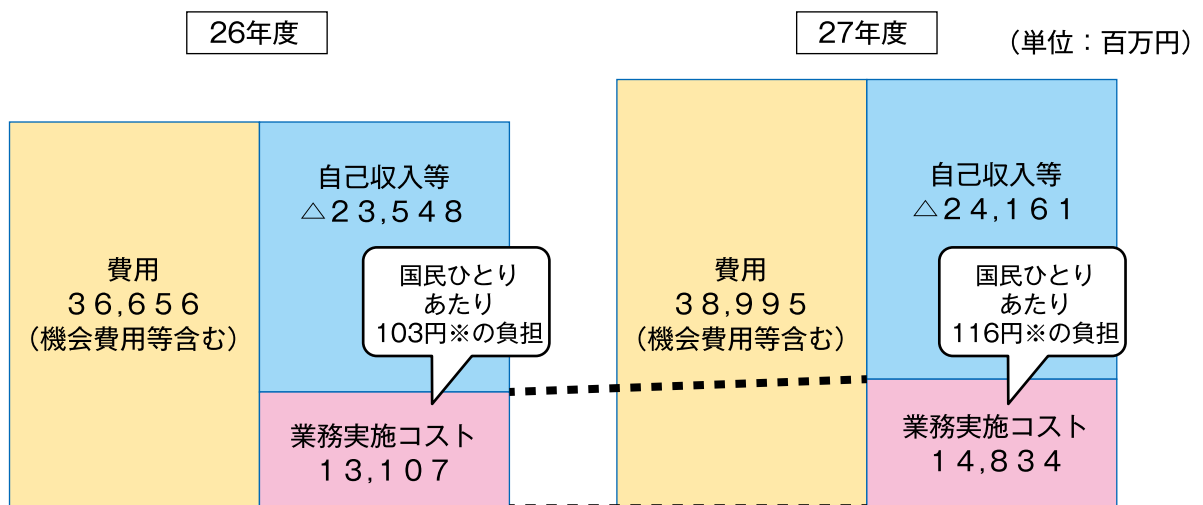 26年度
27年度
（単位：百万円）
費用
３６,６５６
（機会費用等含む）
自己収入等
△２３,５４８
国民ひとり
あたり
103円※の負担
業務実施コスト
１３,１０７
費用
３８,９９５
（機会費用等含む）
自己収入等
△２４,１６１
国民ひとり
あたり
116円※の負担
業務実施コスト
１４,８３４